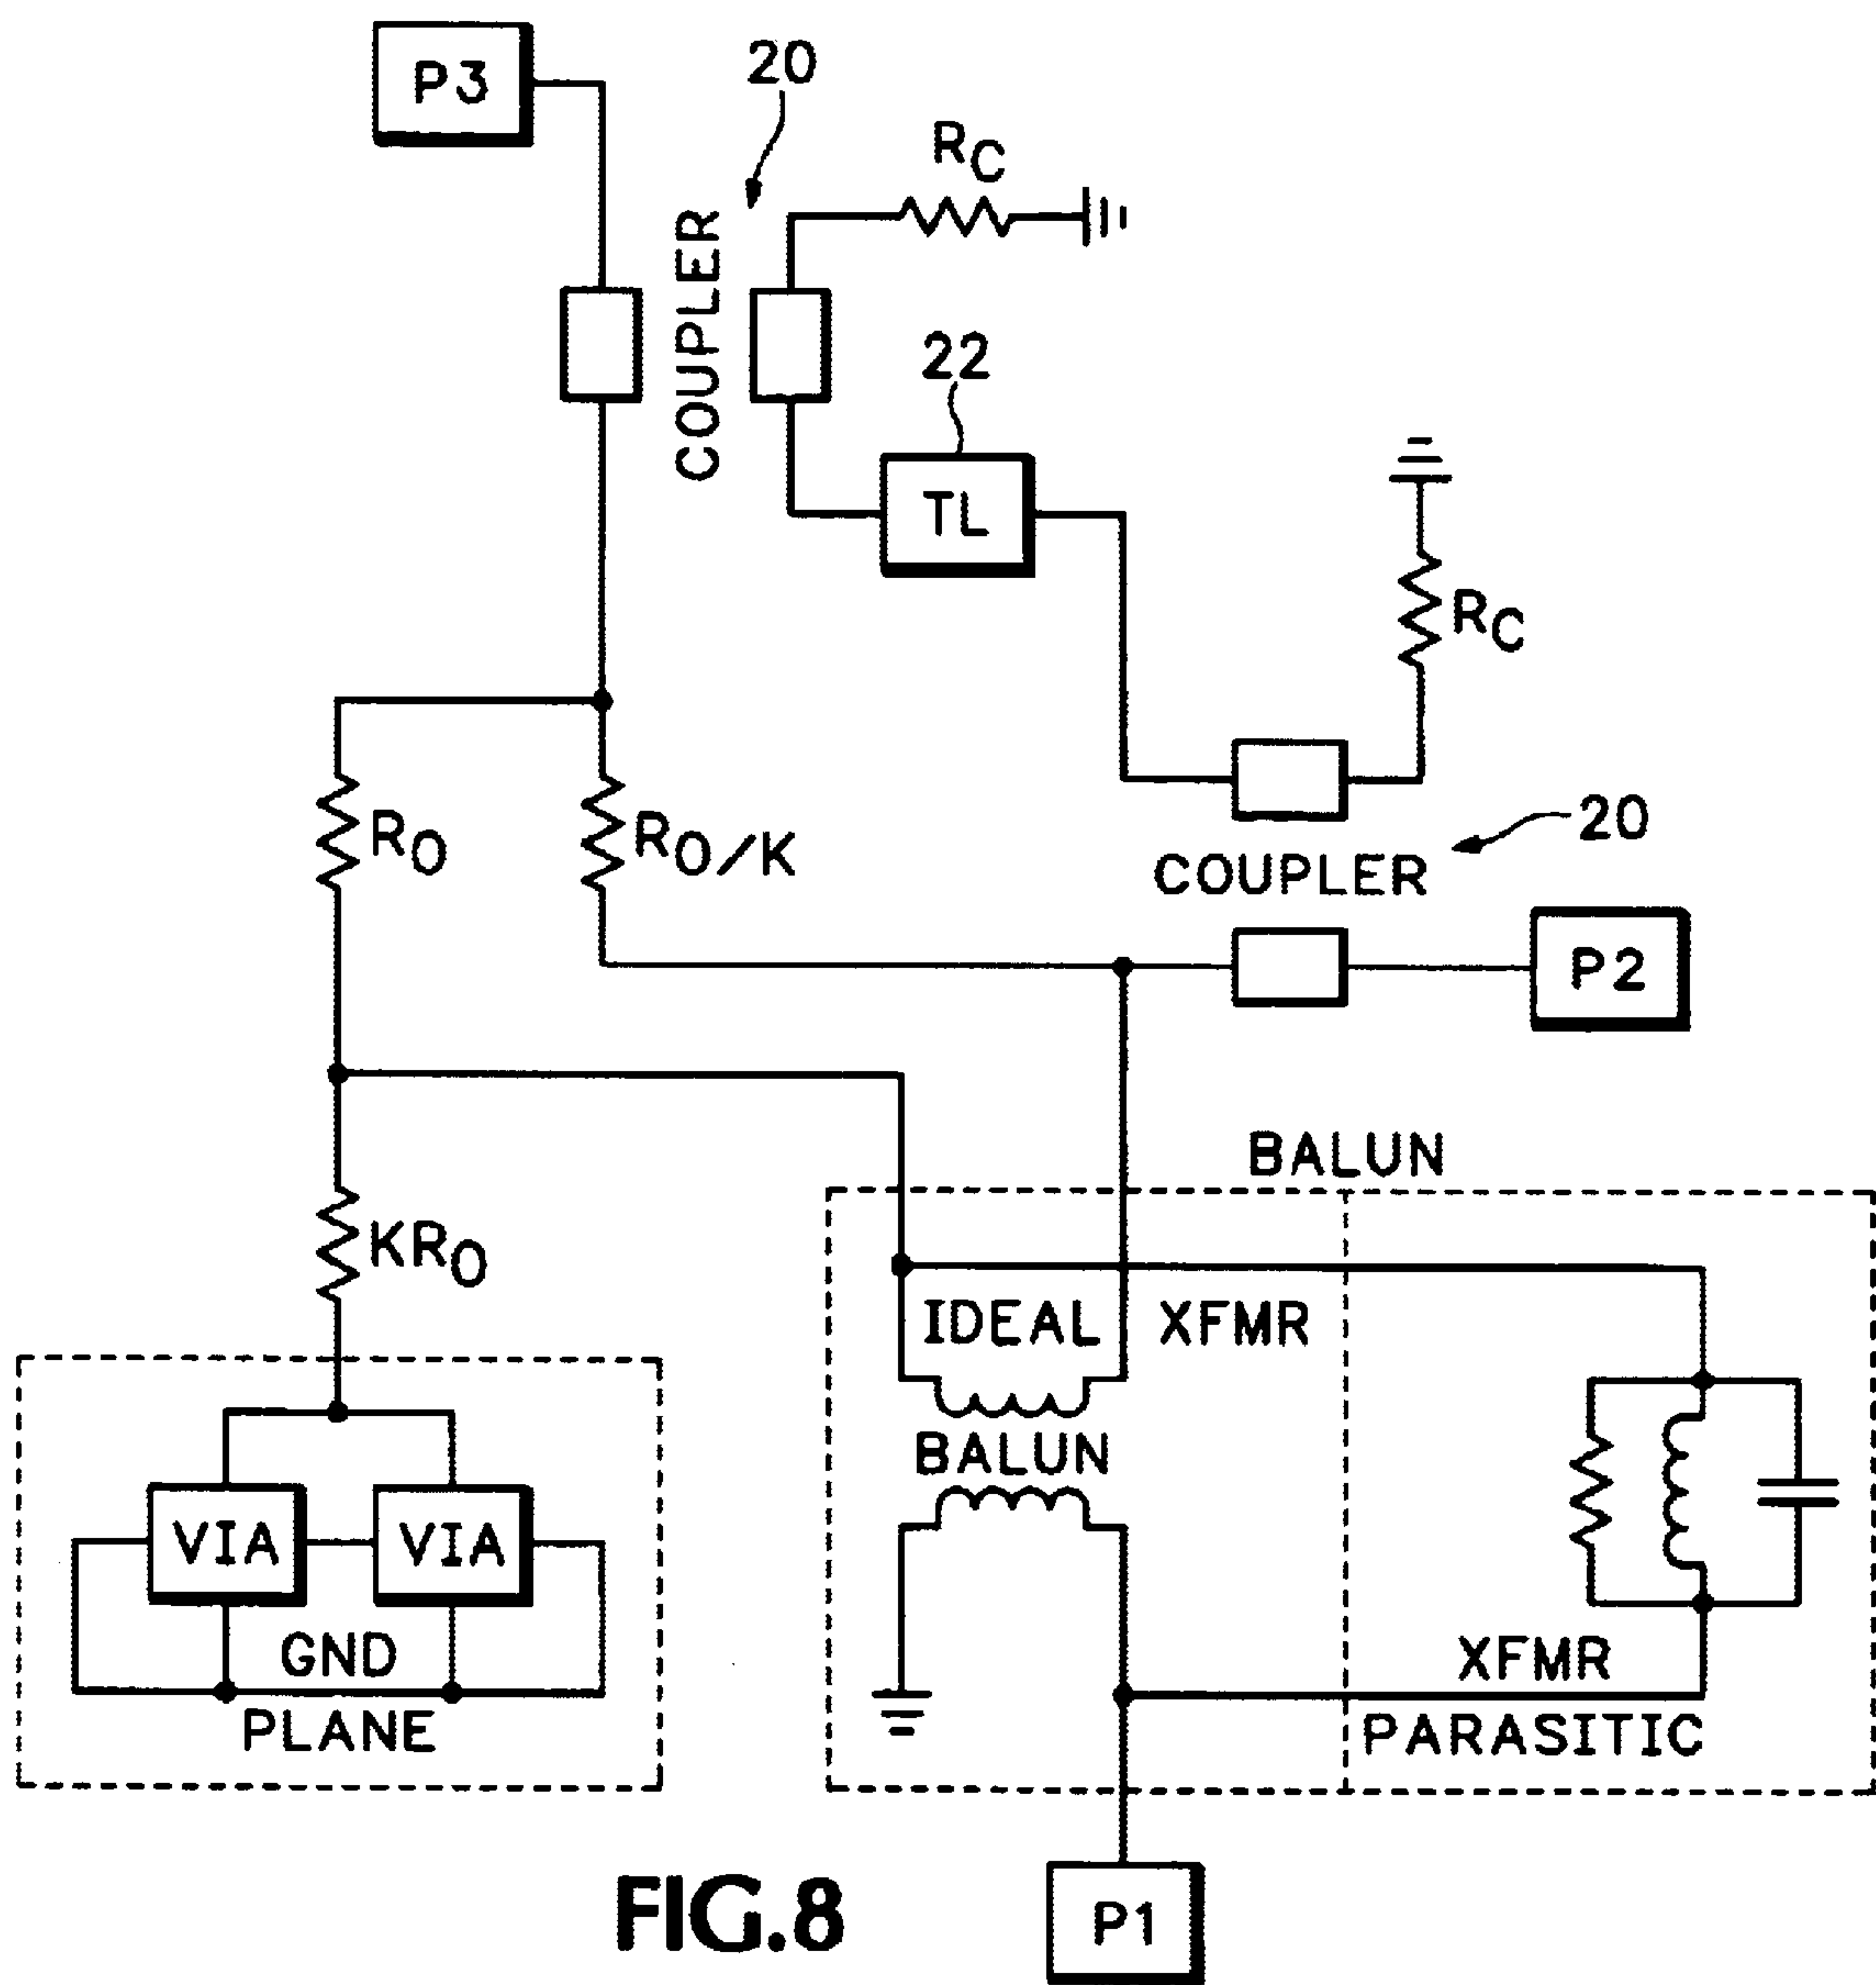 P3
20
RC
COUPLER
22
TL
RC
RO
RO/K
20
COUPLER
P2
BALUN
KRO
IDEAL XFMR
BALUN
VIA
VIA
GND
PLANE
XFMR
PARASITIC
P1
FIG.8